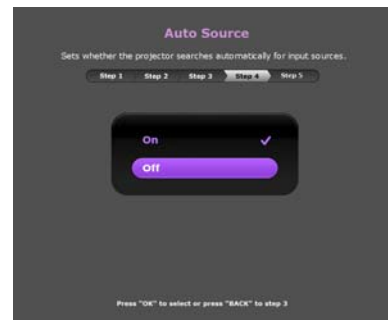 Auto Source
Sets whether the projector searches automatically for input sources.
Step 1 Step 2 Step 3 Step 4 Step 5
On
Off
Press "OK" to select or press "BACK" to step 3